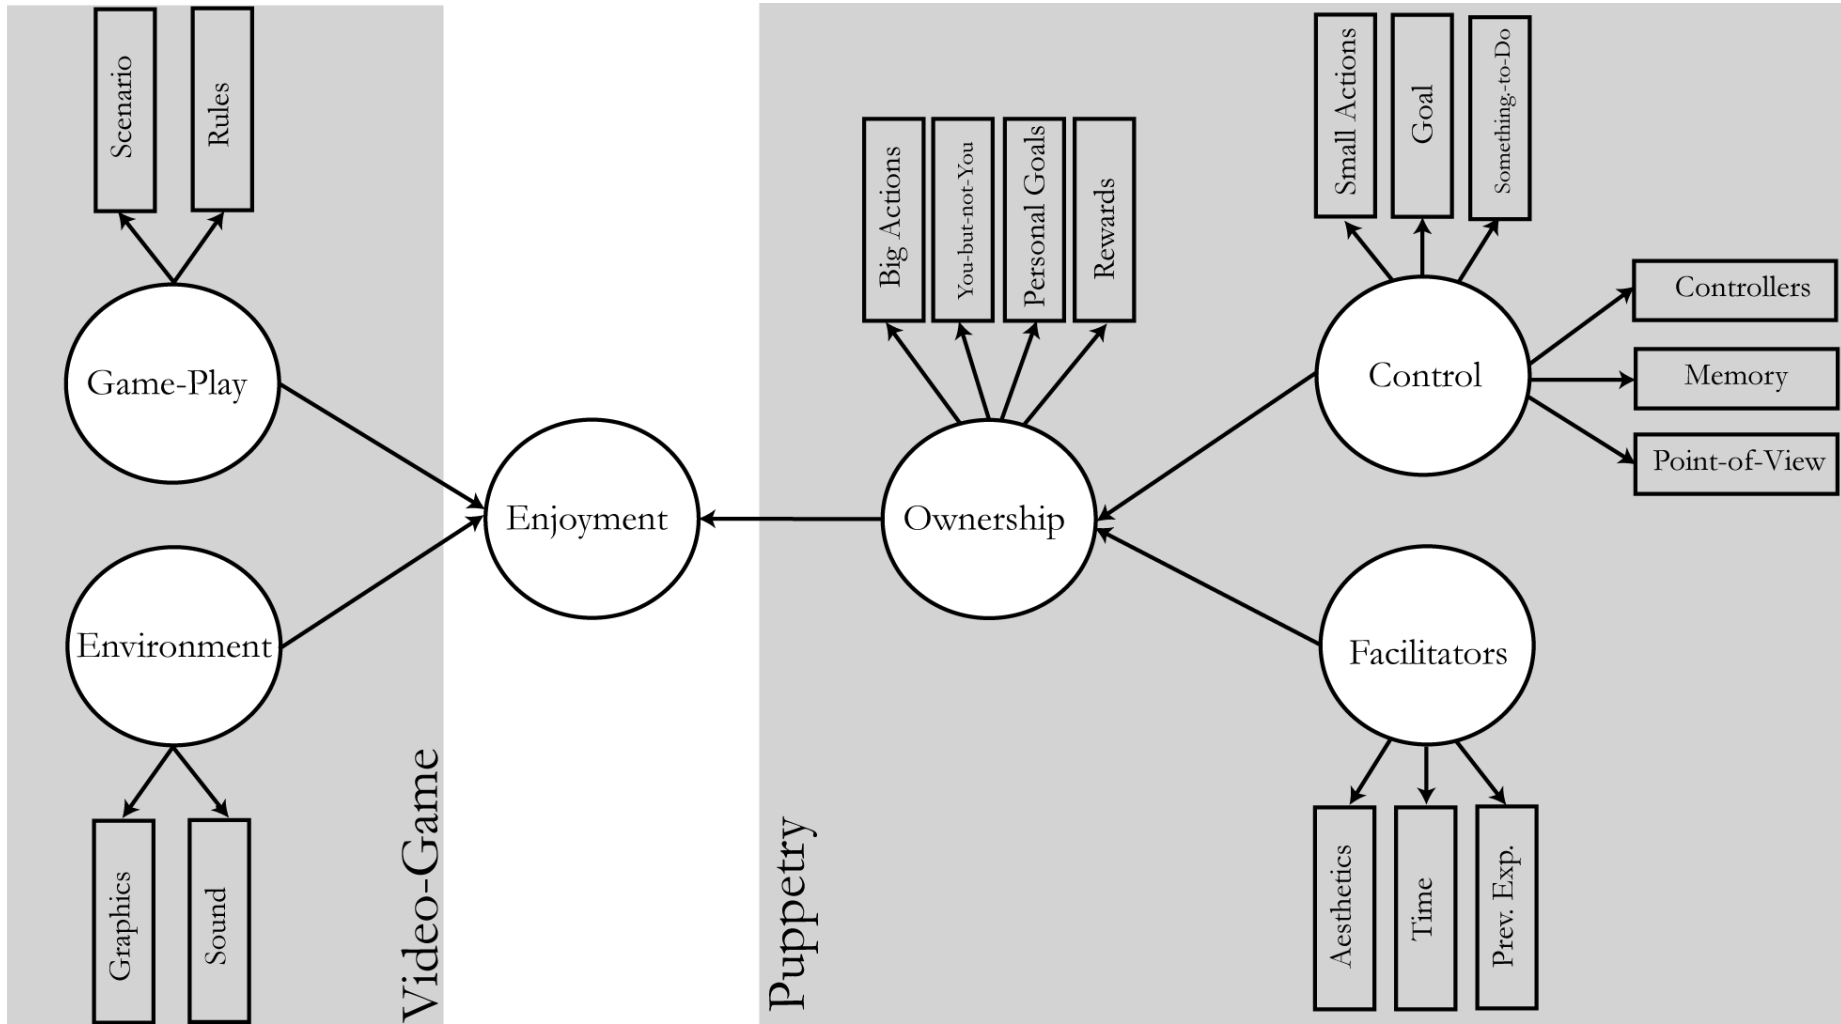 Scenario
Rules
Game-Play
Environment
Graphics
Sound
Video-Game
Enjoyment
Puppetry
Big Actions
You-but-not-You
Personal Goals
Rewards
Ownership
Small Actions
Goal
Something.-to-Do
Control
Controllers
Memory
Point-of-View
Facilitators
Aesthetics
Time
Prev. Exp.